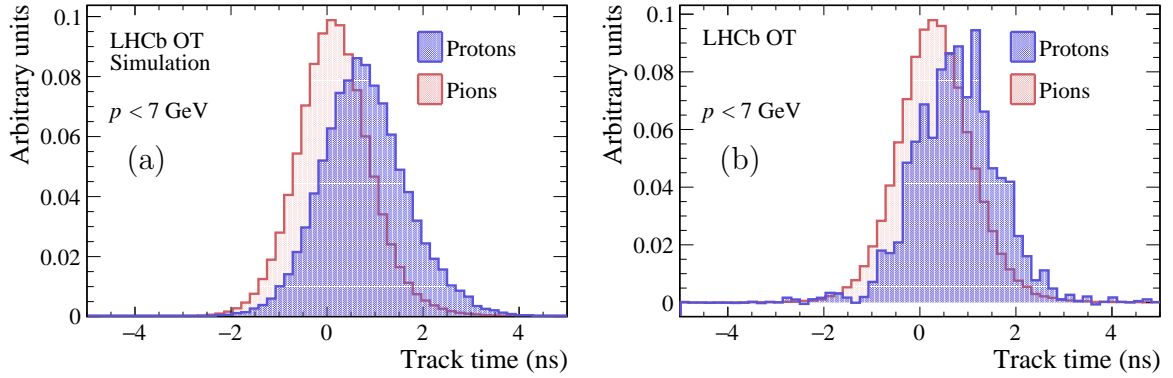 Arbitrary units
0.1
0.08
0.06
0.04
0.02
0
LHCb OT
Simulation
p < 7 GeV
(a)
Protons
Pions
−4 −2 0 2 4
Track time (ns)
Arbitrary units
0.1
0.08
0.06
0.04
0.02
0
LHCb OT
p < 7 GeV
(b)
Protons
Pions
−4 −2 0 2 4
Track time (ns)